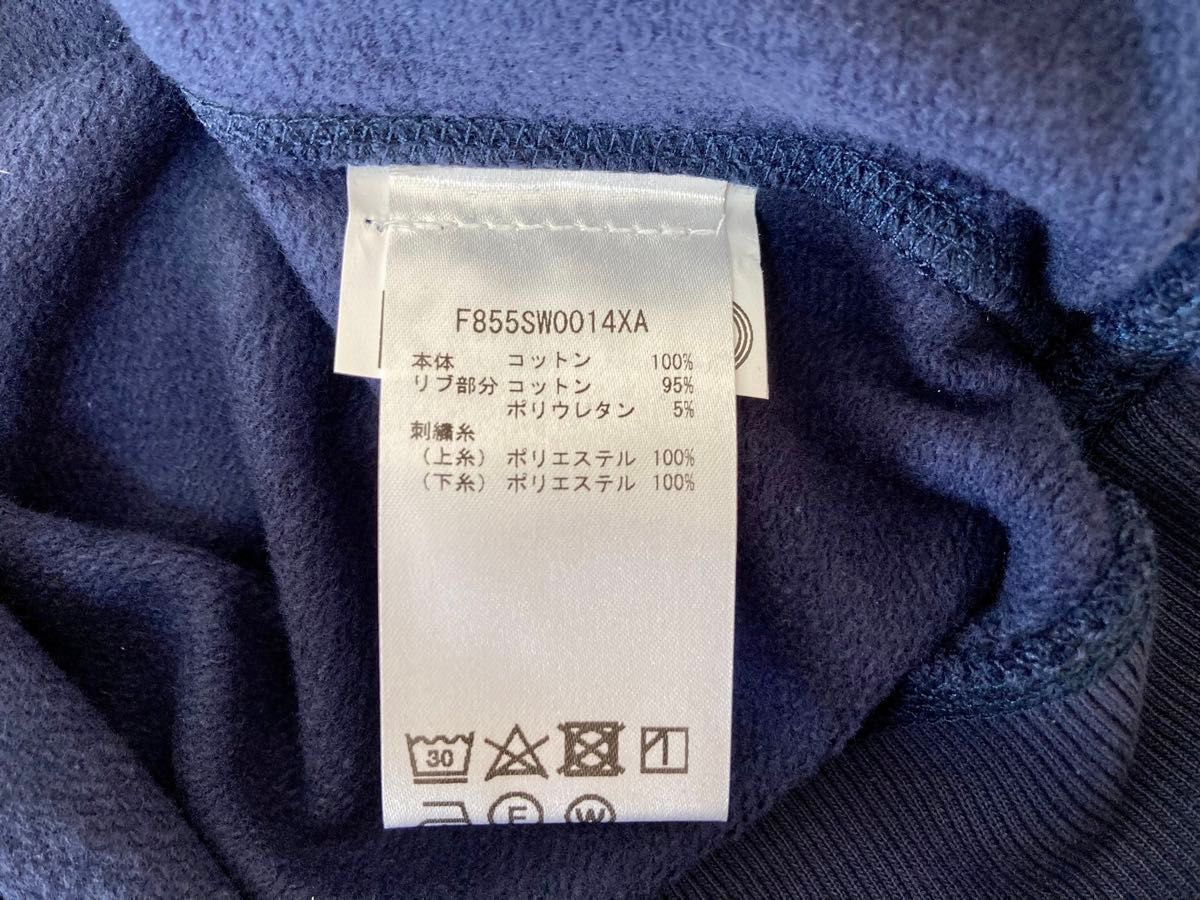 F855SW0014XA
本体 コットン 100%
リブ部分 コットン 95%
ポリウレタン 5%
刺繍糸
（上糸） ポリエステル 100%
（下糸） ポリエステル 100%
30
F W